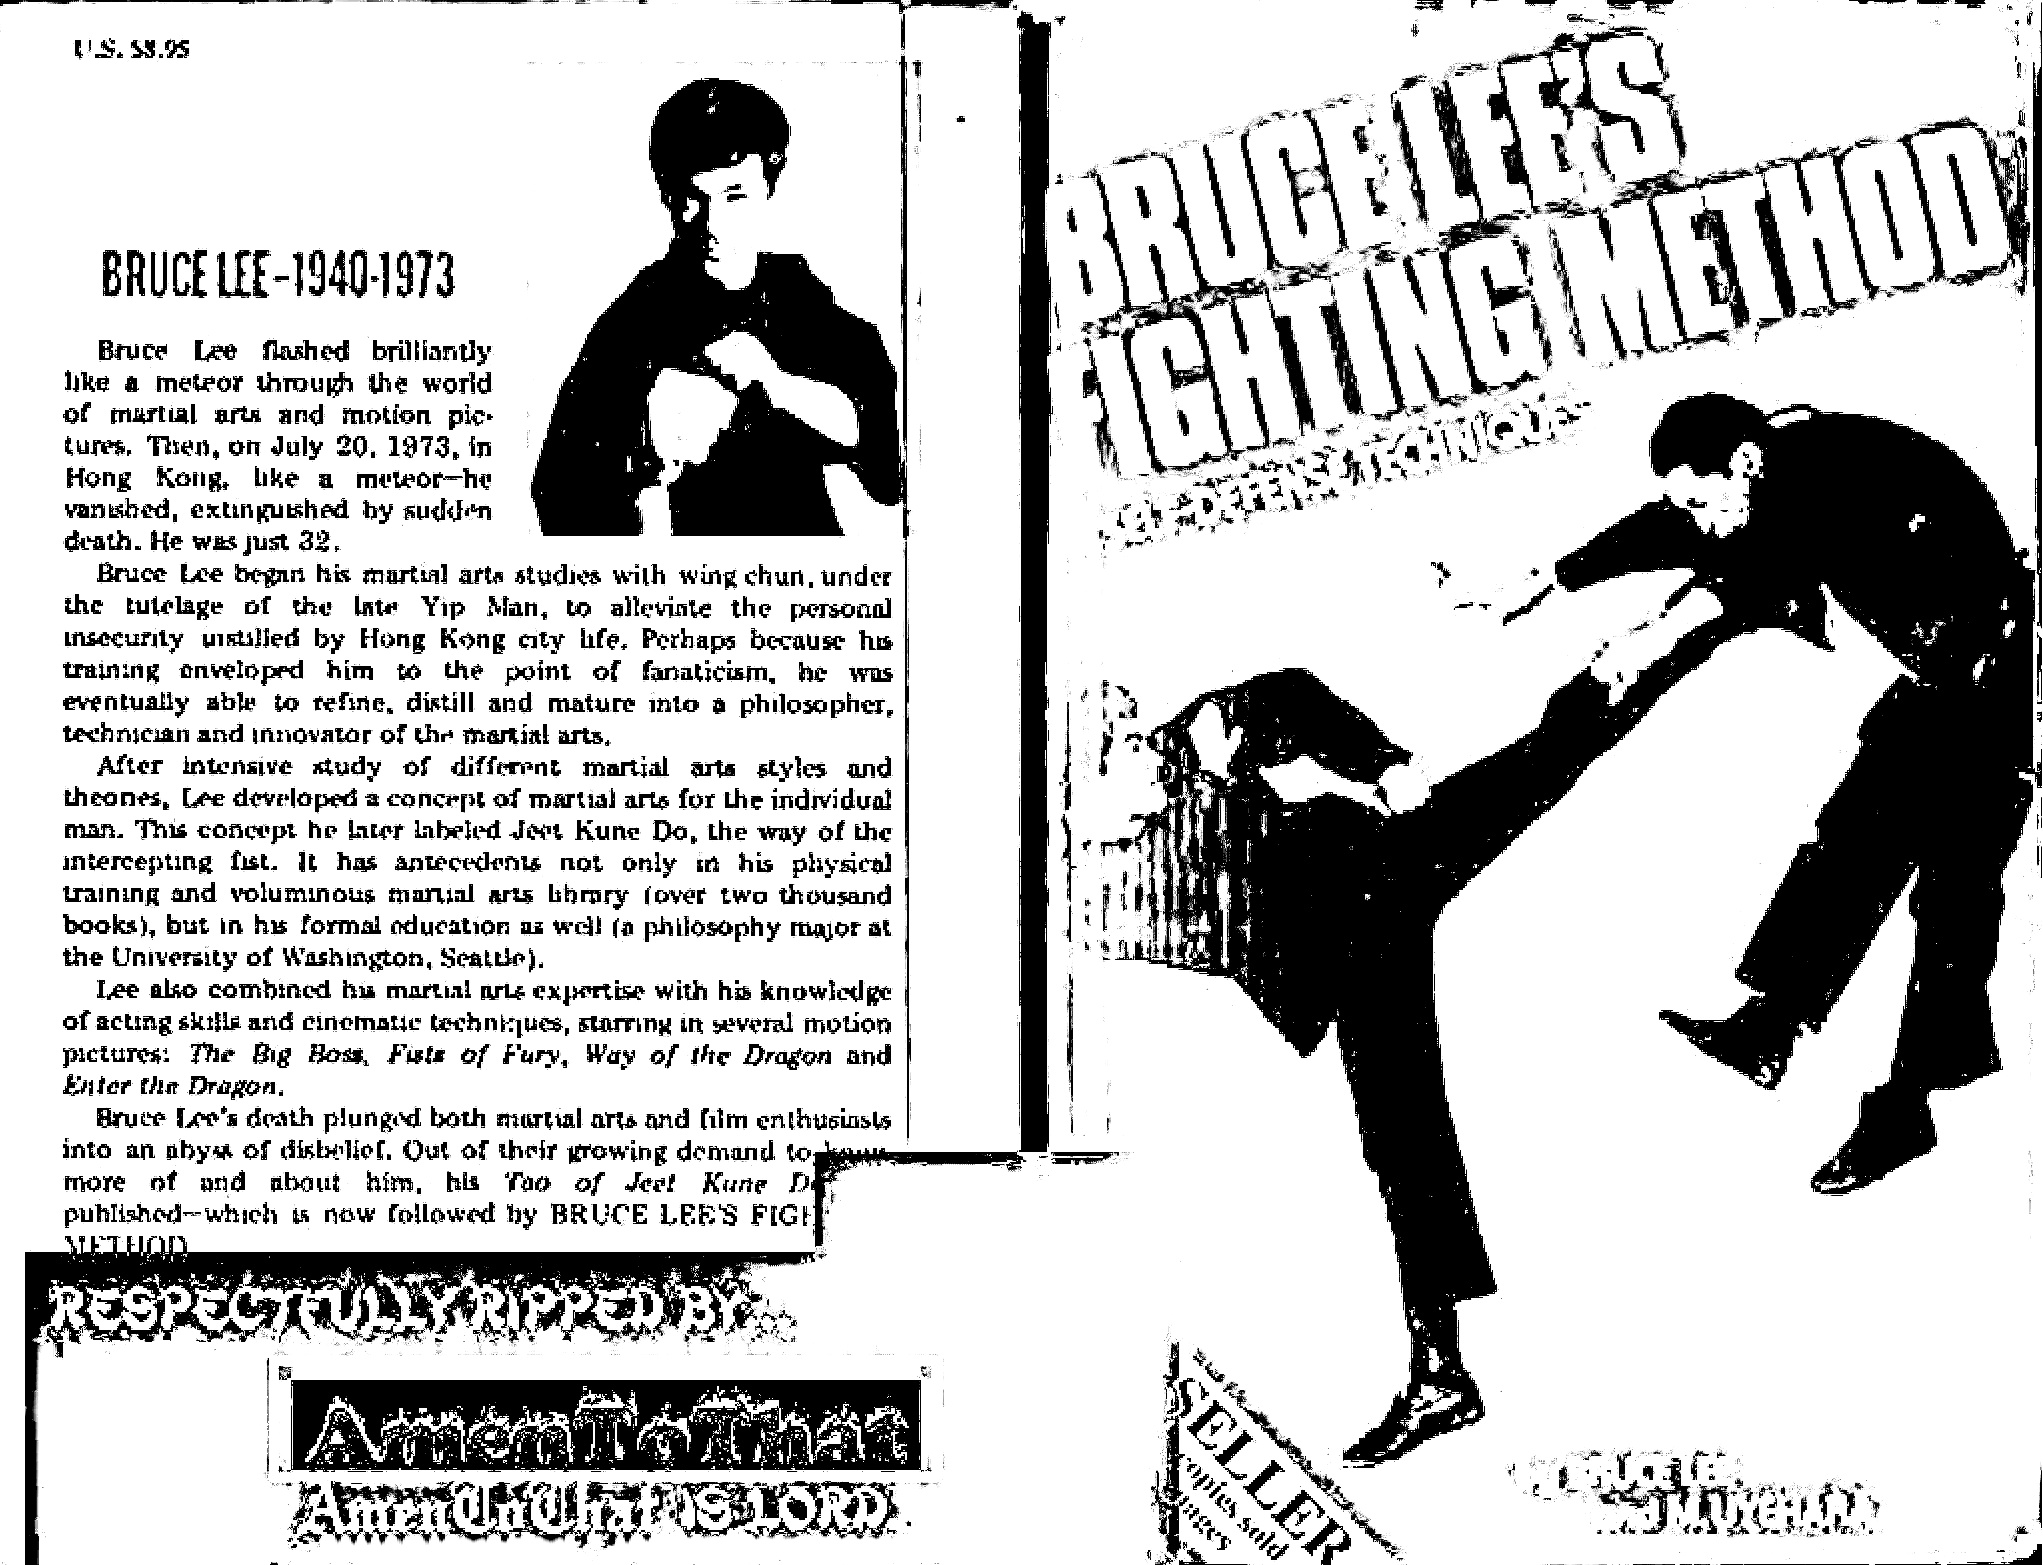 U.S. $8.95
BRUCE LEE–1940-1973
Bruce Lee flashed brilliantly
like a meteor through the world
of martial arts and motion pic-
tures. Then, on July 20, 1973, in
Hong Kong, like a meteor—he
vanished, extinguished by sudden
death. He was just 32.
Bruce Lee began his martial arts studies with wing chun, under
the tutelage of the late Yip Man, to alleviate the personal
insecurity instilled by Hong Kong city life. Perhaps because his
training enveloped him to the point of fanaticism, he was
eventually able to refine, distill and mature into a philosopher,
technician and innovator of the martial arts.
After intensive study of different martial arts styles and
theories, Lee developed a concept of martial arts for the individual
man. This concept he later labeled Jeet Kune Do, the way of the
intercepting fist. It has antecedents not only in his physical
training and voluminous martial arts library (over two thousand
books), but in his formal education as well (a philosophy major at
the University of Washington, Seattle).
Lee also combined his martial arts expertise with his knowledge
of acting skills and cinematic techniques, starring in several motion
pictures: The Big Boss, Fists of Fury, Way of the Dragon and
Enter the Dragon.
Bruce Lee's death plunged both martial arts and film enthusiasts
into an abyss of disbelief. Out of their growing demand to know
more of and about him, his Tao of Jeet Kune D
published—which is now followed by BRUCE LEE'S FIGH
METHOD
RESPECTFULLY RIPPED BY:
AmenToThat
AmenToThat IS LORD
BRUCE LEE'S
FIGHTING METHOD
SELF-DEFENSE TECHNIQUES
SELLER
copies sold
BY BRUCE LEE
and M. UYEHARA